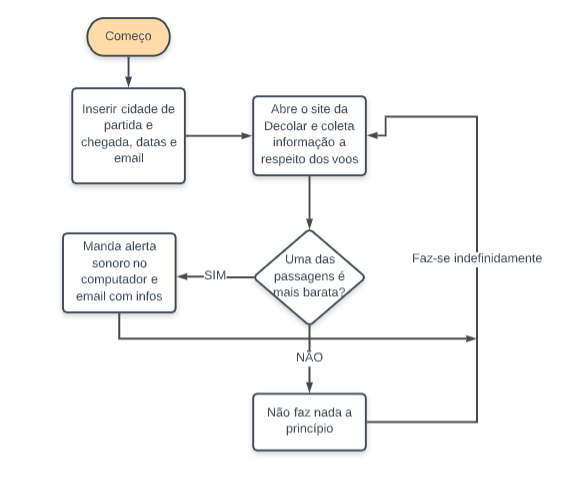 Começo
Inserir cidade de
partida e
chegada, datas e
email
Abre o site da
Decolar e coleta
informação a
respeito dos voos
Uma das
passagens é
mais barata?
SIM
Manda alerta
sonoro no
computador e
email com infos
Faz-se indefinidamente
NÃO
Não faz nada a
princípio